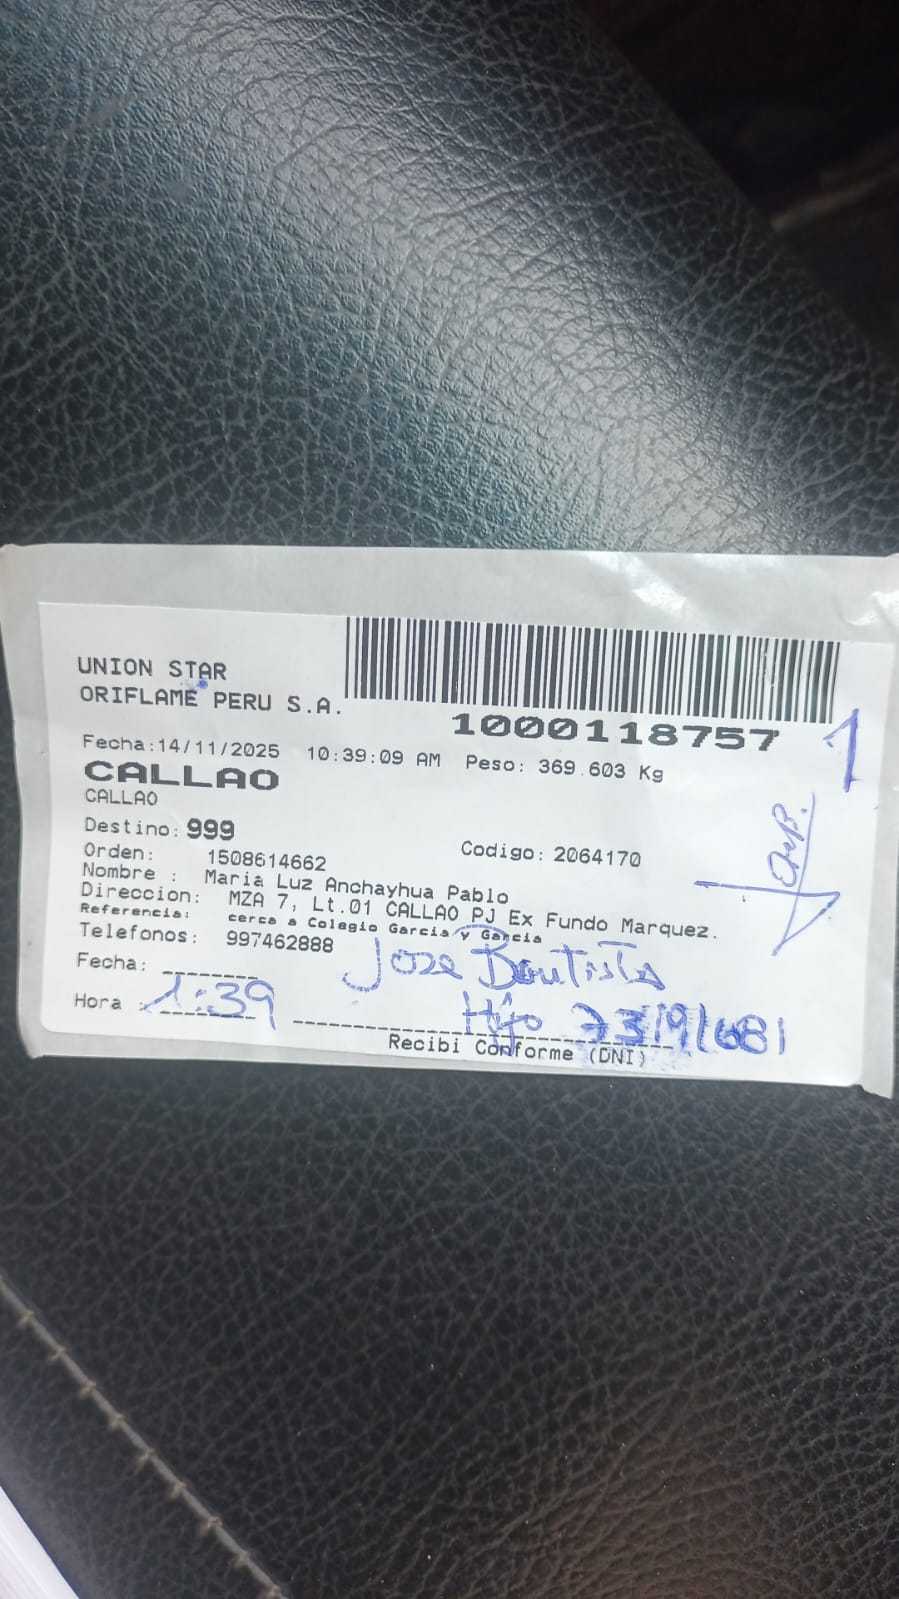 UNION STAR
ORIFLAME PERU S.A.
1000118757
1
Fecha:14/11/2025 10:39:09 AM Peso: 369.603 Kg
CALLAO
CALLAO
Destino: 999
Orden: 1508614662 Codigo: 2064170
Nombre : Maria Luz Anchayhua Pablo
Direccion: MZA 7, Lt.01 CALLAO PJ Ex Fundo Marquez.
Referencia: cerca a Colegio Garcia y Garcia
Telefonos: 997462888
Jose Bautista
Fecha:
Hora : 1:39
Hijo
Recibi Conforme (DNI)